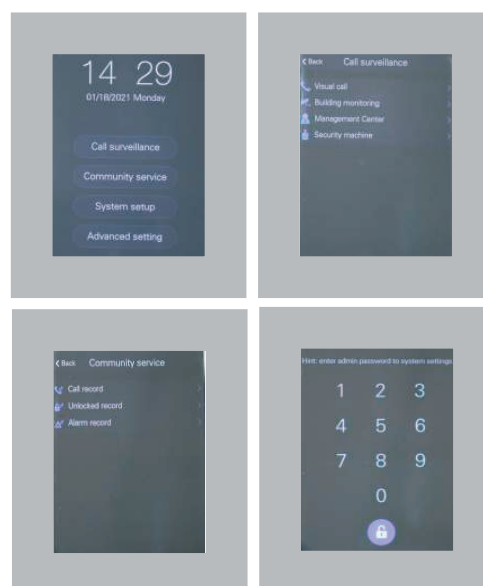 14 29
01/18/2021 Monday
Call surveillance
Community service
System setup
Advanced setting
Back Call surveillance
Visual call
Building monitoring
Management Center
Security machine
Back Community service
Call record
Unlocked record
Alarm record
Hint: enter admin password to system settings
1 2 3
4 5 6
7 8 9
0